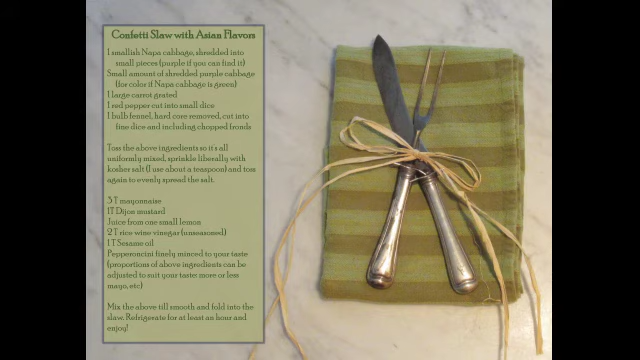 Confetti Slaw with Asian Flavors
1 smallish Napa cabbage, shredded into
small pieces (purple if you can find it)
Small amount of shredded purple cabbage
(for color if Napa cabbage is green)
1 large carrot grated
1 red pepper cut into small dice
1 bulb fennel, hard core removed, cut into
fine dice and including chopped fronds
Toss the above ingredients so it's all
uniformly mixed, sprinkle liberally with
kosher salt (I use about a teaspoon) and toss
again to evenly spread the salt.
3 T mayonnaise
1T Dijon mustard
Juice from one small lemon
2 T rice wine vinegar (unseasoned)
1 T Sesame oil
Pepperoncini finely minced to your taste
(proportions of above ingredients can be
adjusted to suit your taste: more or less
mayo, etc)
Mix the above till smooth and fold into the
slaw. Refrigerate for at least an hour and
enjoy!